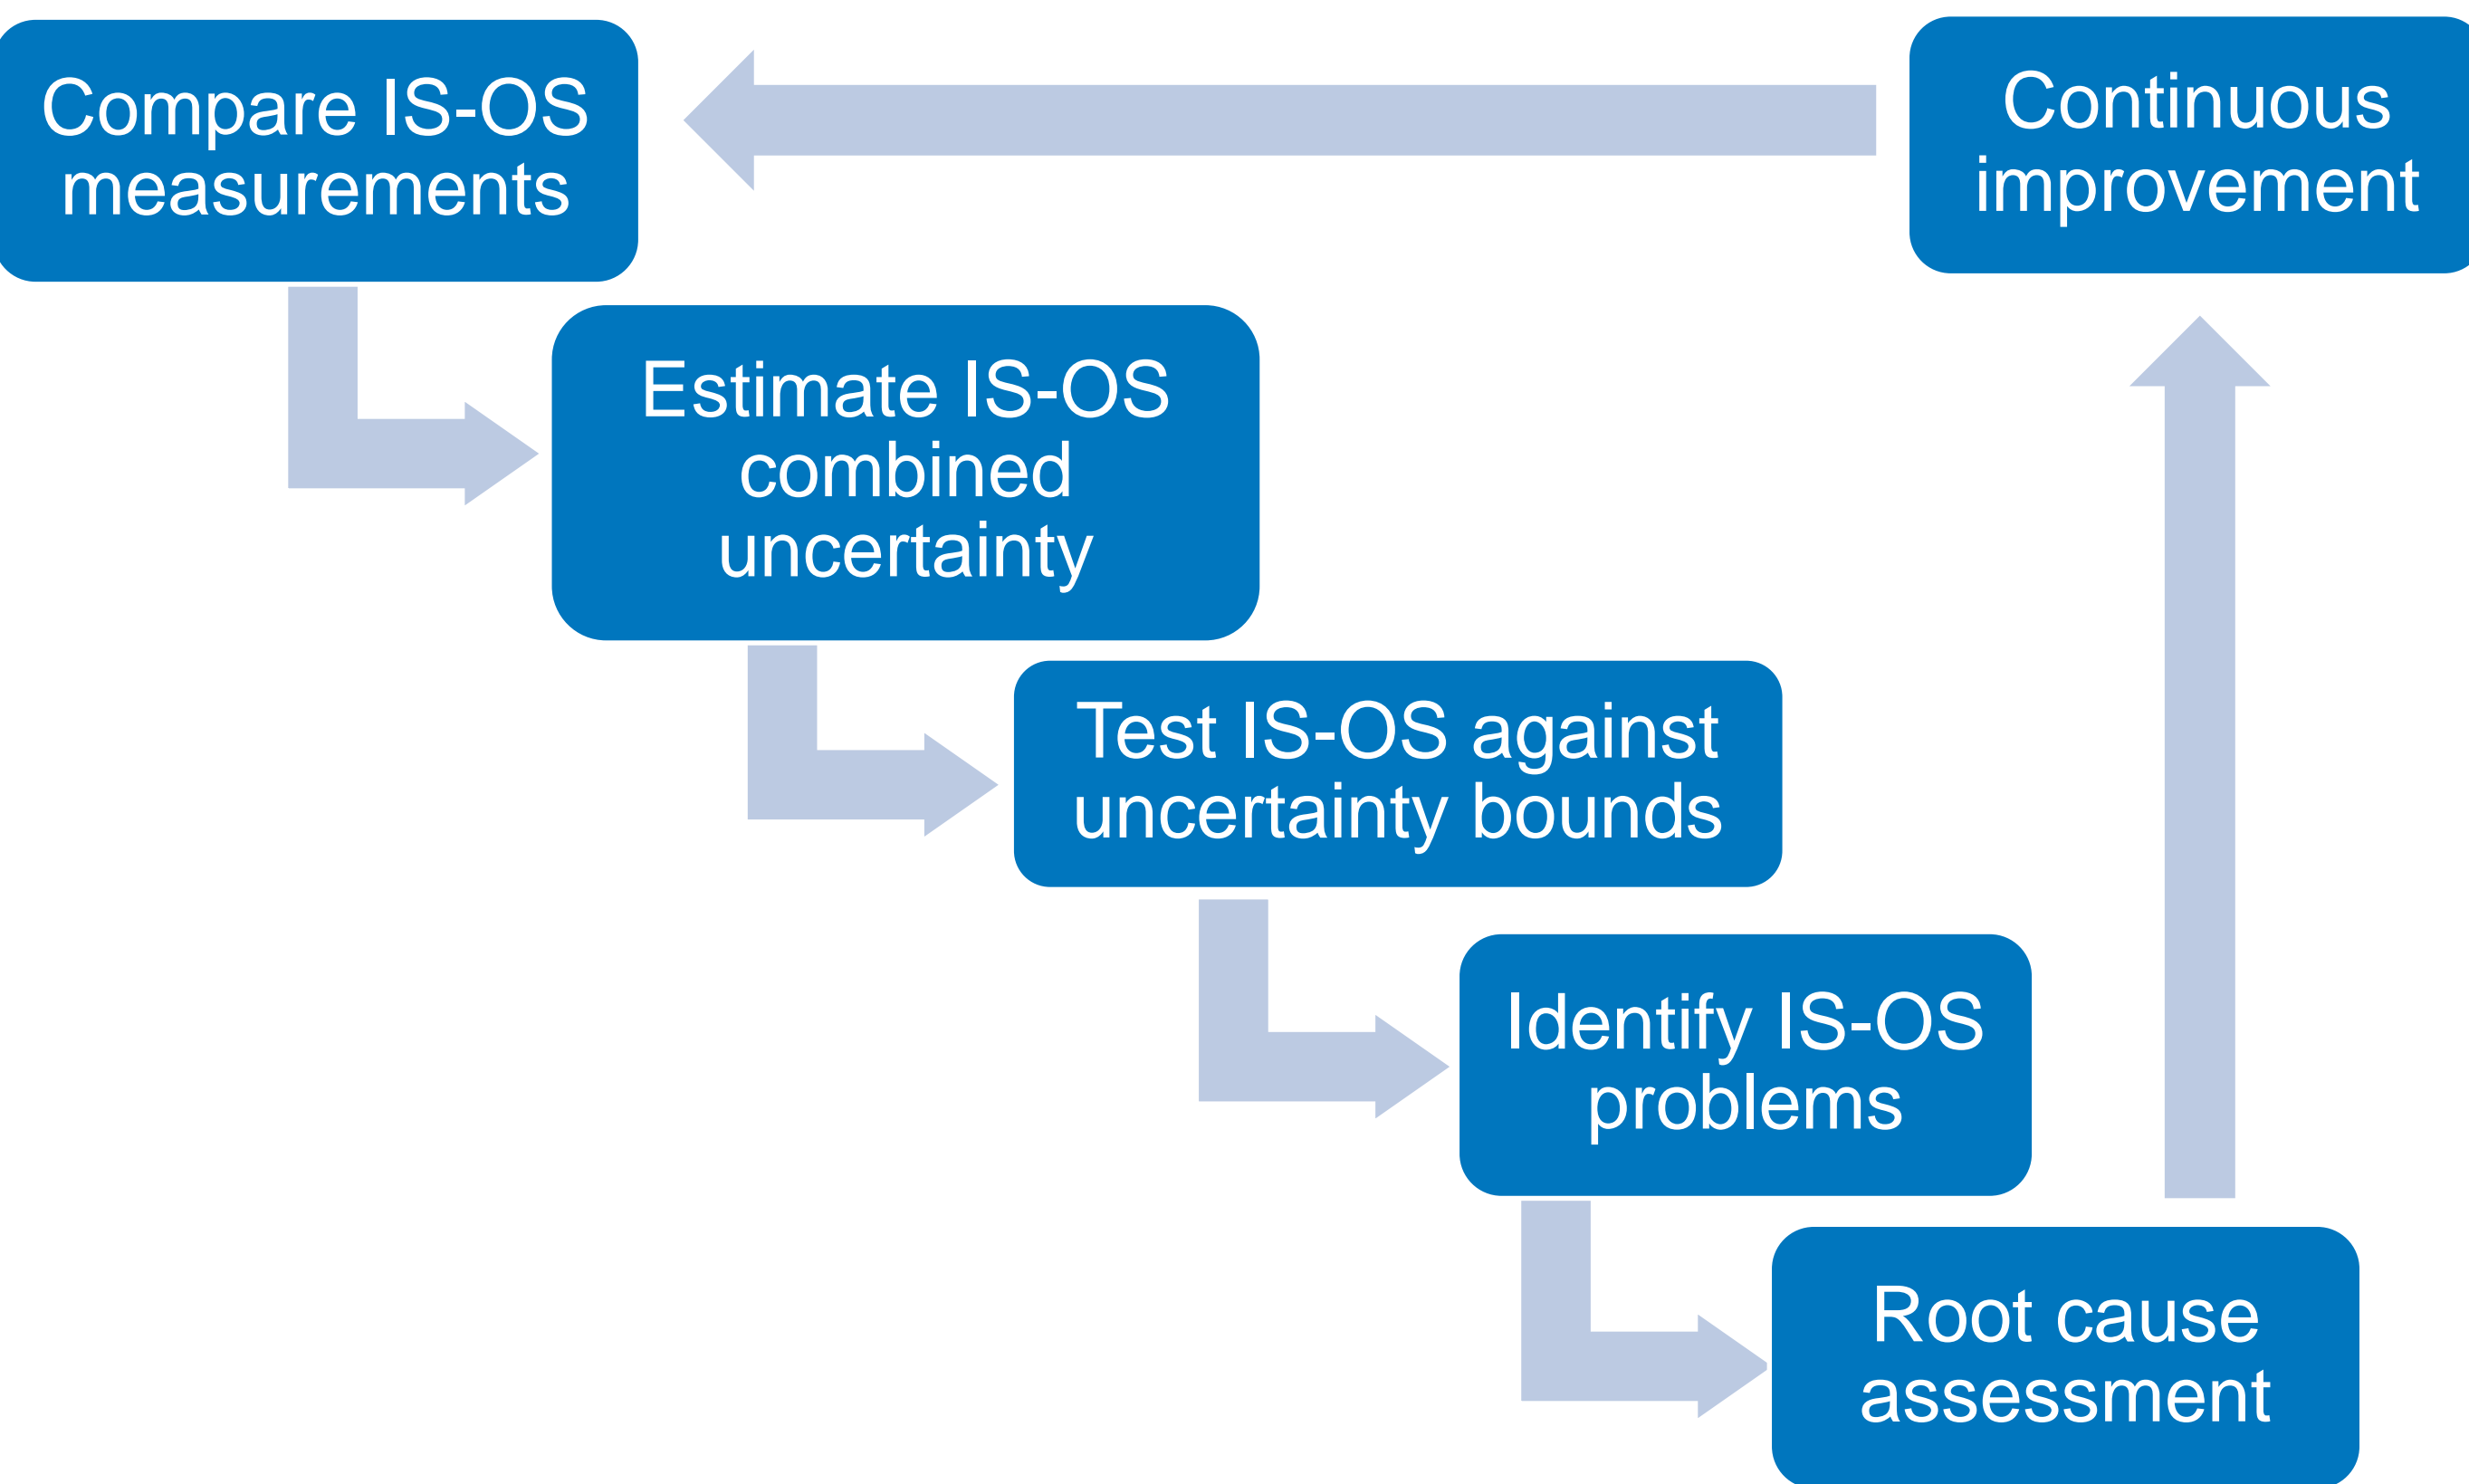 Compare IS-OS
measurements
Continuous
improvement
Estimate IS-OS
combined
uncertainty
Test IS-OS against
uncertainty bounds
Identify IS-OS
problems
Root cause
assessment